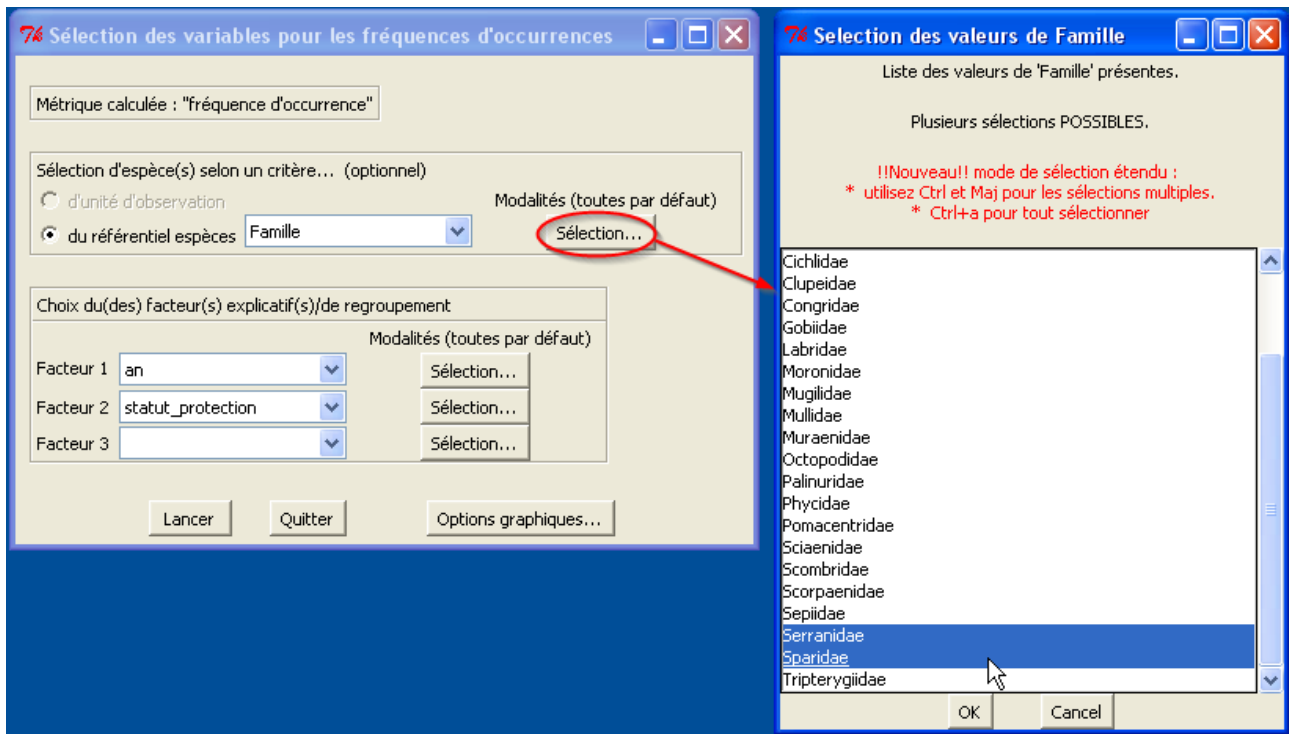 Sélection des variables pour les fréquences d'occurrences
Métrique calculée : "fréquence d'occurrence"
Sélection d'espèce(s) selon un critère... (optionnel)
d'unité d'observation
Modalités (toutes par défaut)
du référentiel espèces
Famille
Sélection...
Choix du(des) facteur(s) explicatif(s)/de regroupement
Modalités (toutes par défaut)
Facteur 1 an Sélection...
Facteur 2 statut_protection Sélection...
Facteur 3 Sélection...
Lancer Quitter Options graphiques...
Selection des valeurs de Famille
Liste des valeurs de 'Famille' présentes.
Plusieurs sélections POSSIBLES.
!!Nouveau!! mode de sélection étendu :
* utilisez Ctrl et Maj pour les sélections multiples.
* Ctrl+a pour tout sélectionner
Cichlidae
Clupeidae
Congridae
Gobiidae
Labridae
Moronidae
Mugilidae
Mullidae
Muraenidae
Octopodidae
Palinuridae
Phycidae
Pomacentridae
Sciaenidae
Scombridae
Scorpaenidae
Sepiidae
Serranidae
Sparidae
Tripterygiidae
OK Cancel